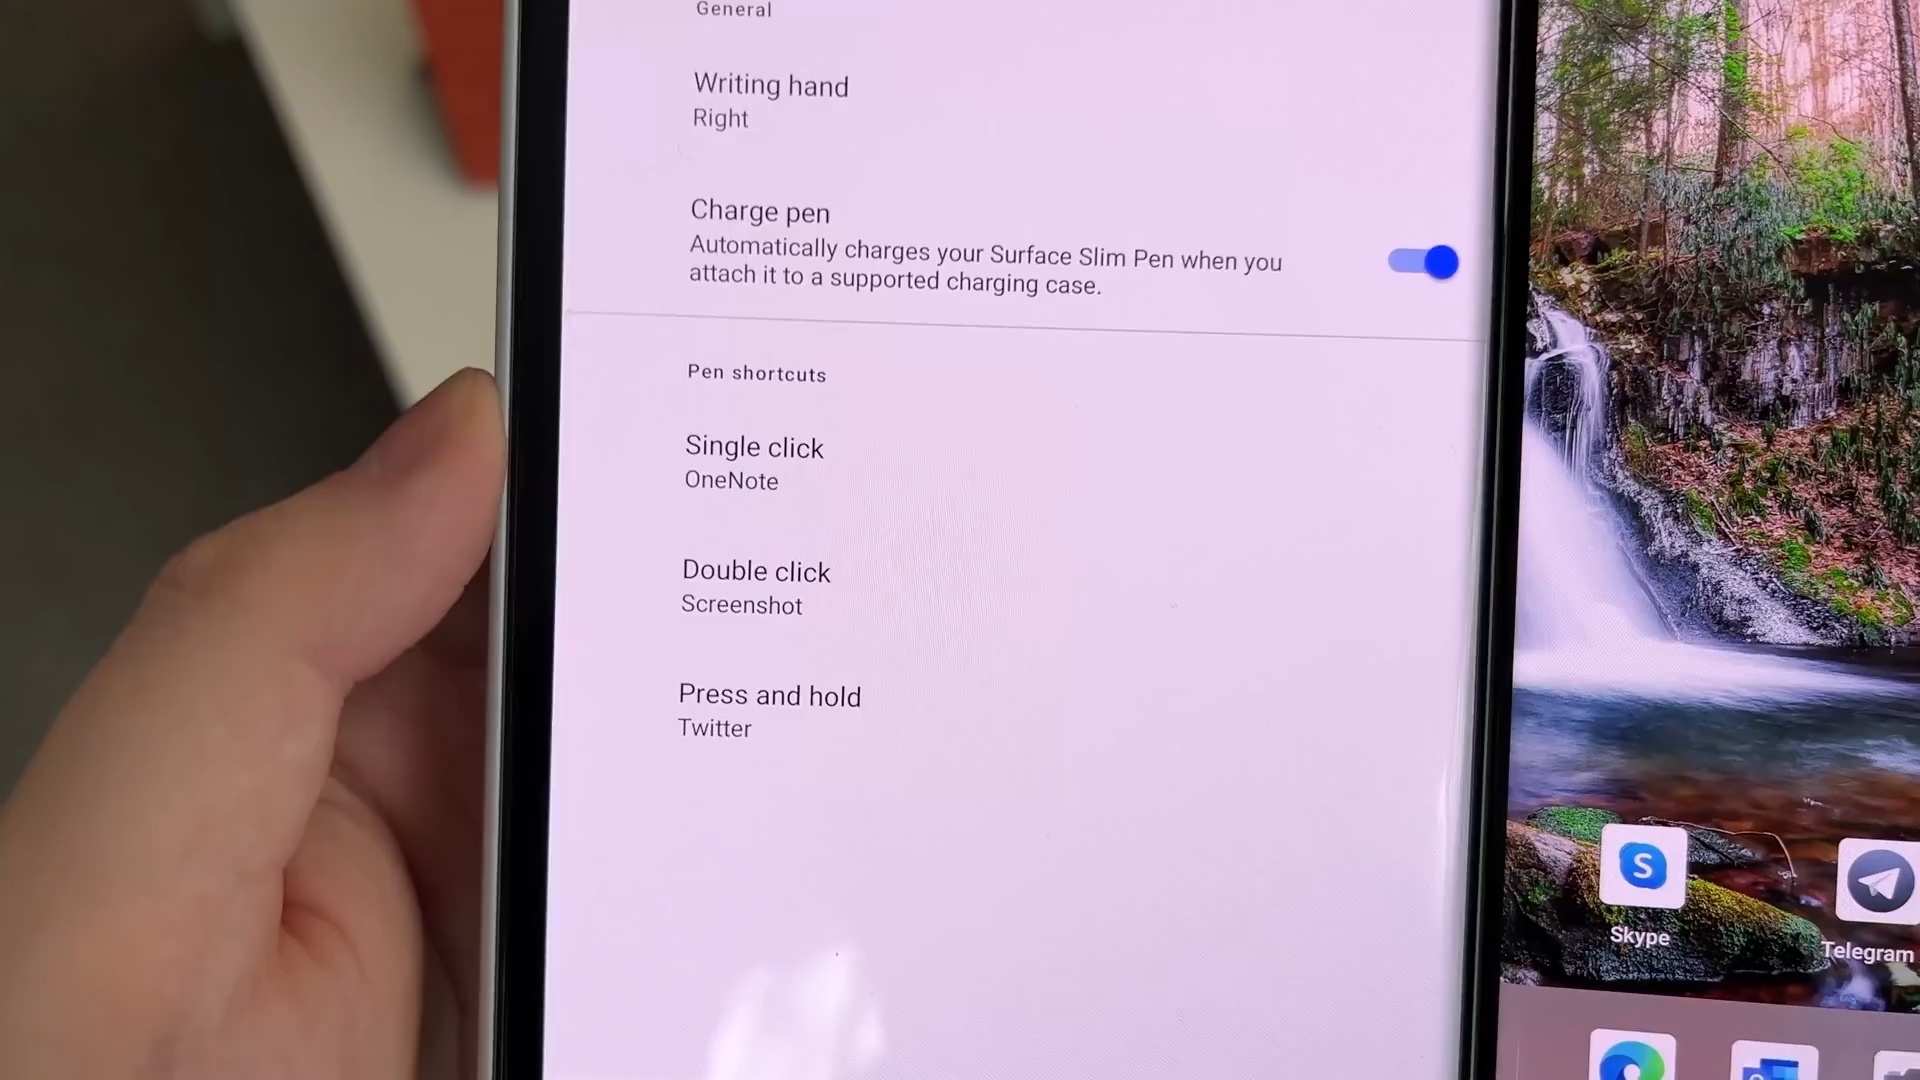 General
Writing hand
Right
Charge pen
Automatically charges your Surface Slim Pen when you
attach it to a supported charging case.
Pen shortcuts
Single click
OneNote
Double click
Screenshot
Press and hold
Twitter
S
Skype
Telegram